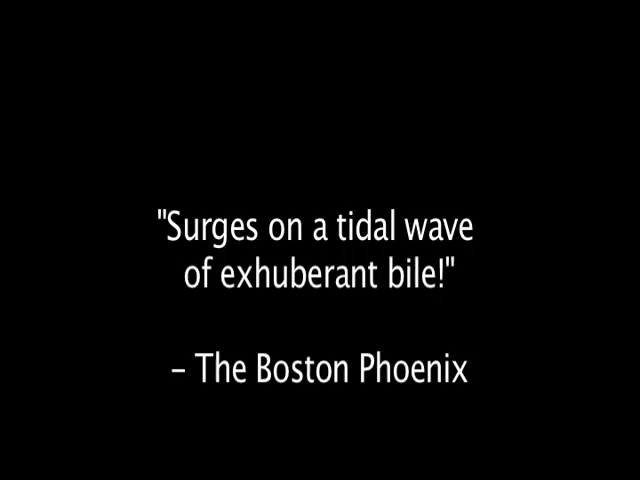 "Surges on a tidal wave
of exhuberant bile!"
– The Boston Phoenix